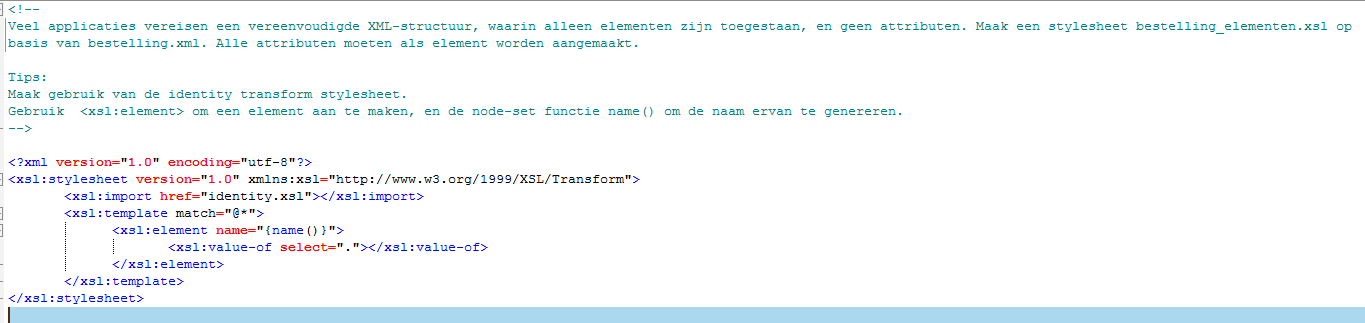 <!--
Veel applicaties vereisen een vereenvoudigde XML-structuur, waarin alleen elementen zijn toegestaan, en geen attributen. Maak een stylesheet bestelling_elementen.xsl op
basis van bestelling.xml. Alle attributen moeten als element worden aangemaakt.
Tips:
Maak gebruik van de identity transform stylesheet.
Gebruik  <xsl:element> om een element aan te maken, en de node-set functie name() om de naam ervan te genereren.
-->
<?xml version="1.0" encoding="utf-8"?>
<xsl:stylesheet version="1.0" xmlns:xsl="http://www.w3.org/1999/XSL/Transform">
<xsl:import href="identity.xsl"></xsl:import>
<xsl:template match="@*">
<xsl:element name="{name()}">
<xsl:value-of select="."></xsl:value-of>
</xsl:element>
</xsl:template>
</xsl:stylesheet>